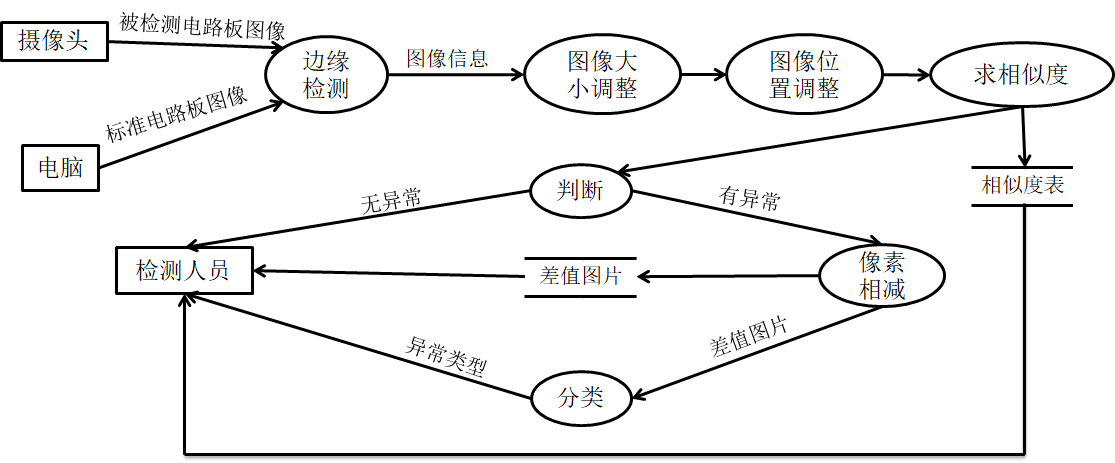 摄像头
被检测电路板图像
边缘
检测
图像信息
图像大
小调整
图像位
置调整
求相似度
标准电路板图像
电脑
判断
相似度表
无异常
有异常
检测人员
差值图片
像素
相减
异常类型
差值图片
分类